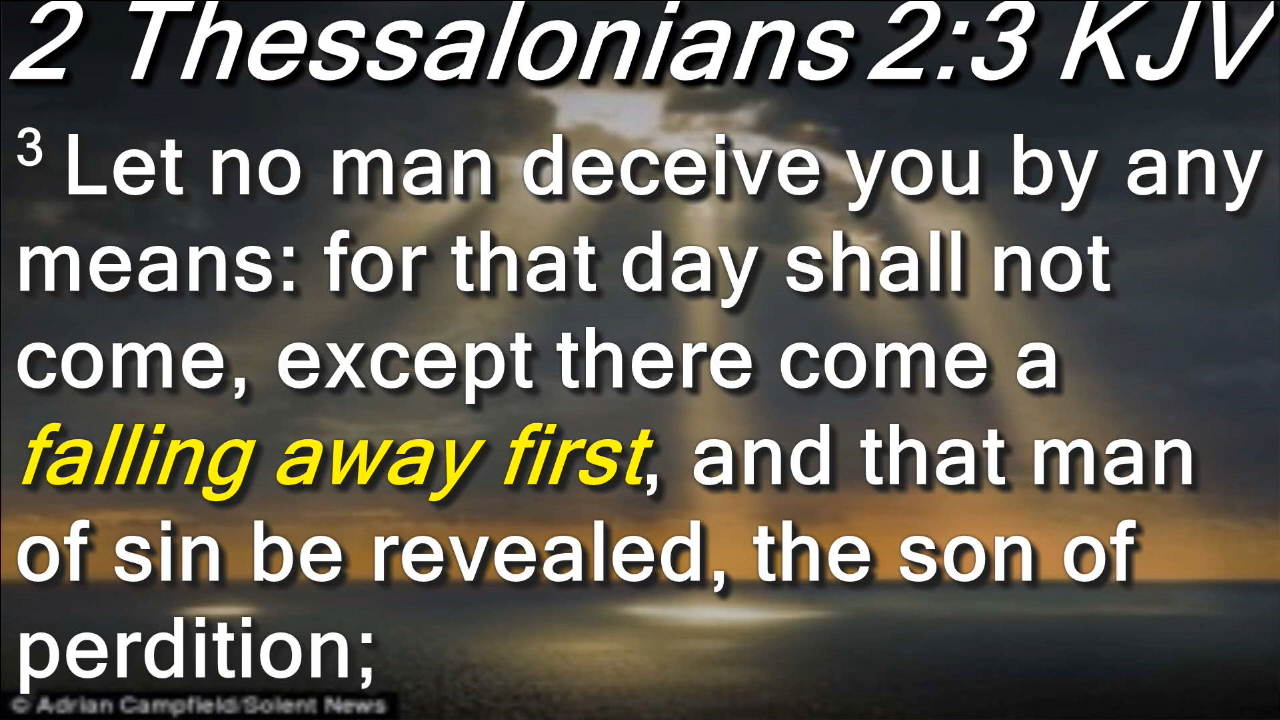 2 Thessalonians 2:3 KJV
3 Let no man deceive you by any
means: for that day shall not
come, except there come a
falling away first, and that man
of sin be revealed, the son of
perdition;
© Adrian Campfield/Solent News